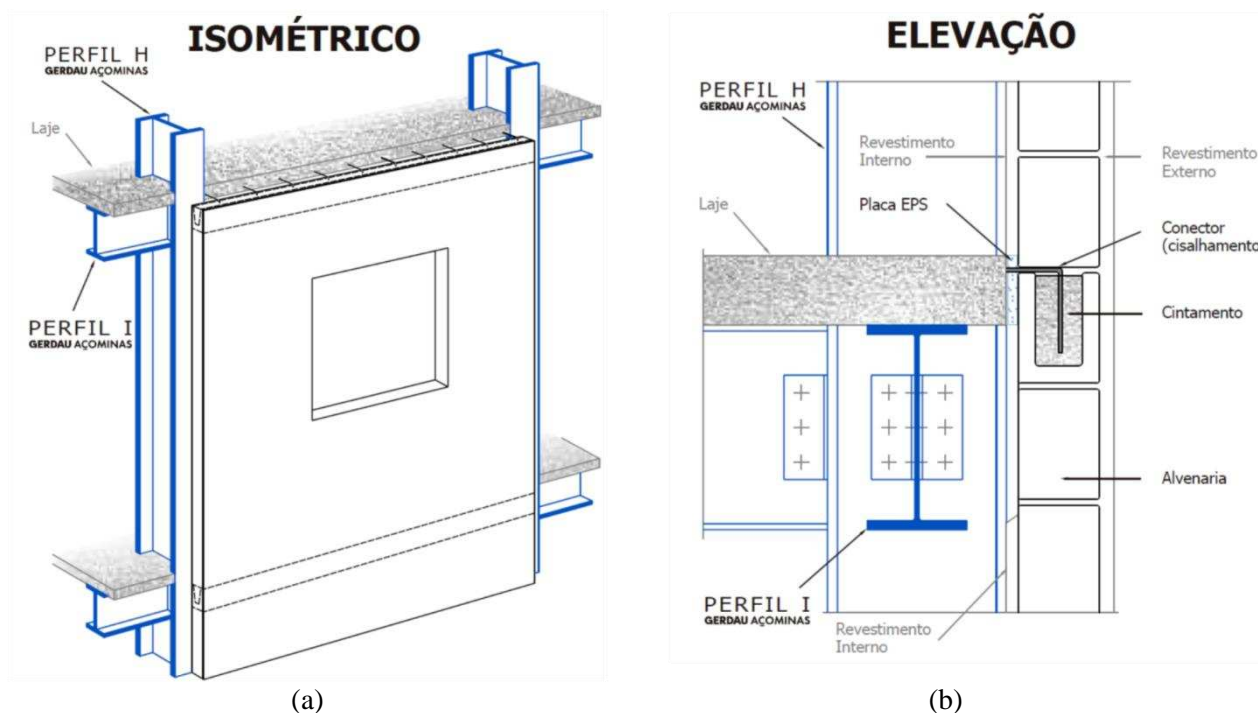 ISOMÉTRICO
PERFIL H
GERDAU AÇOMINAS
Laje
PERFIL I
GERDAU AÇOMINAS
(a)
ELEVAÇÃO
PERFIL H
GERDAU AÇOMINAS
Revestimento
Interno
Revestimento
Externo
Placa EPS
Laje
Conector
(cisalhamento
Cintamento
Alvenaria
PERFIL I
GERDAU AÇOMINAS
Revestimento
Interno
(b)